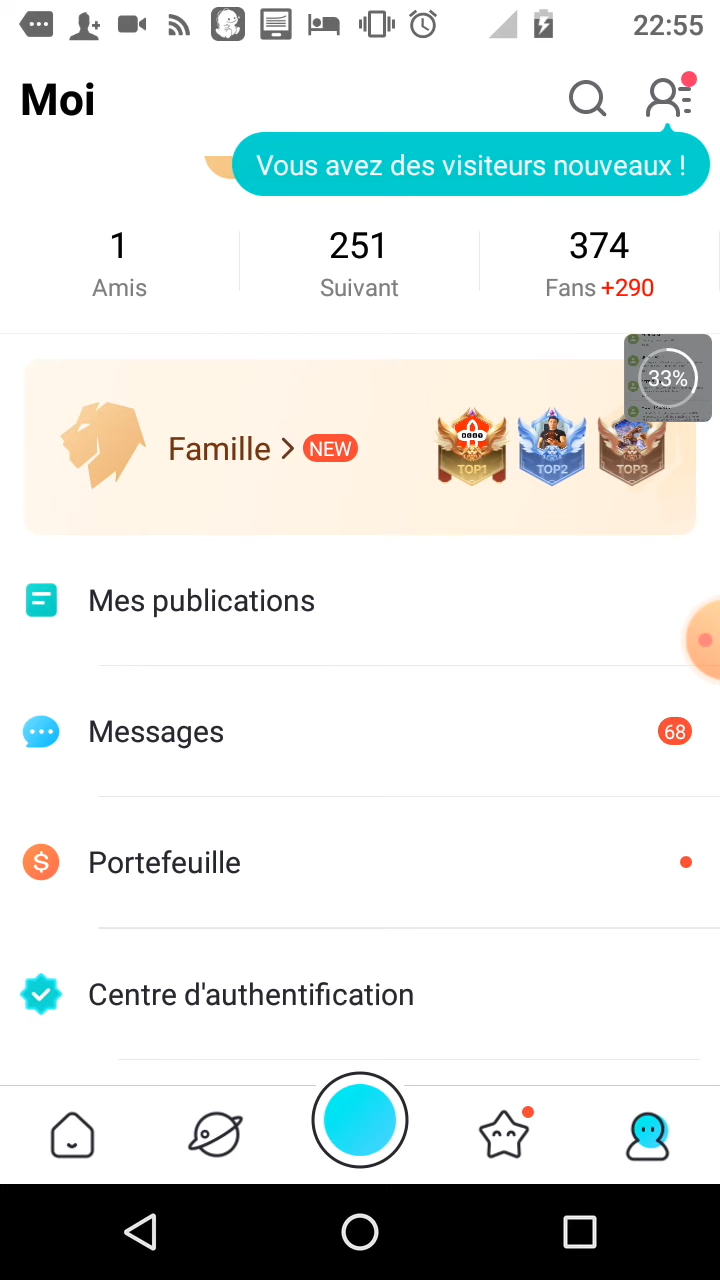 22:55
Moi
Vous avez des visiteurs nouveaux !
1
251
374
Amis
Suivant
Fans +290
33%
Famille
NEW
TOP1
TOP2
TOP3
Mes publications
Messages
68
Portefeuille
Centre d'authentification